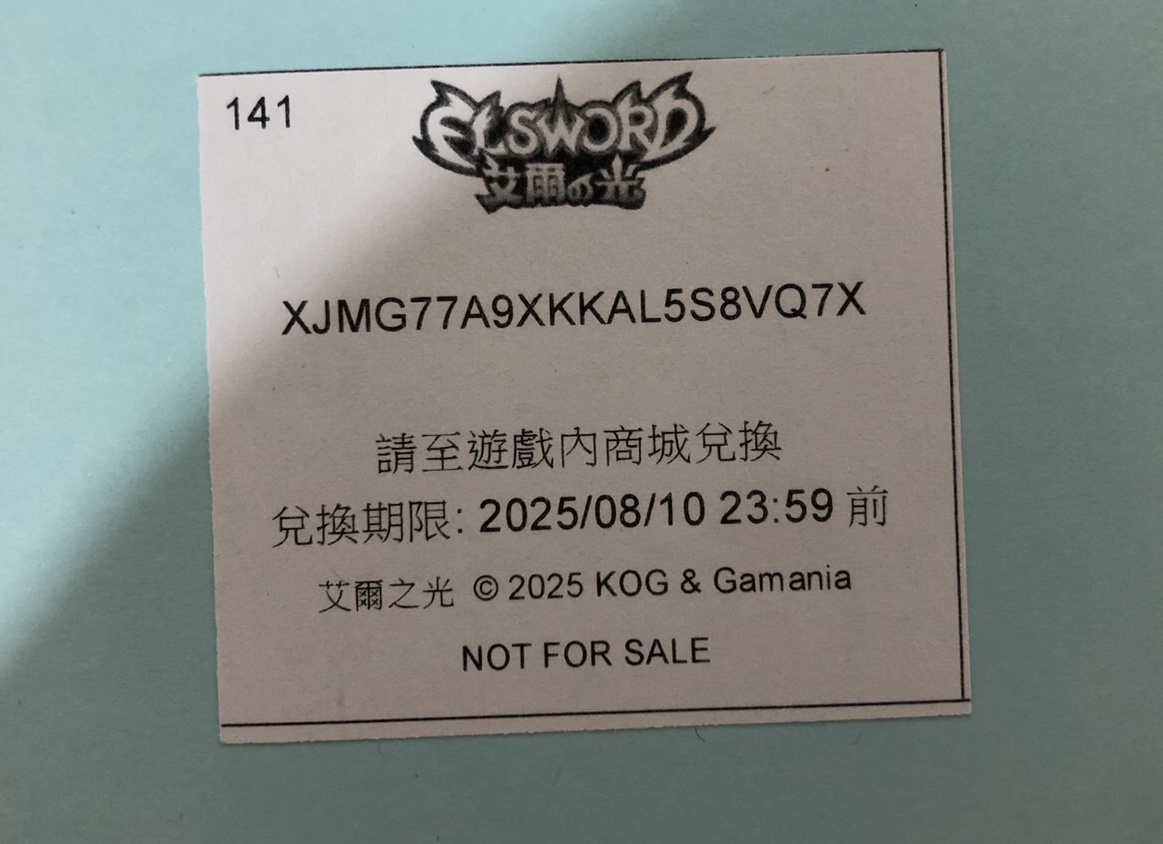 141
ELSWORD
艾爾の光
XJMG77A9XKKAL5S8VQ7X
請至遊戲內商城兌換
兌換期限: 2025/08/10 23:59 前
艾爾之光 © 2025 KOG & Gamania
NOT FOR SALE